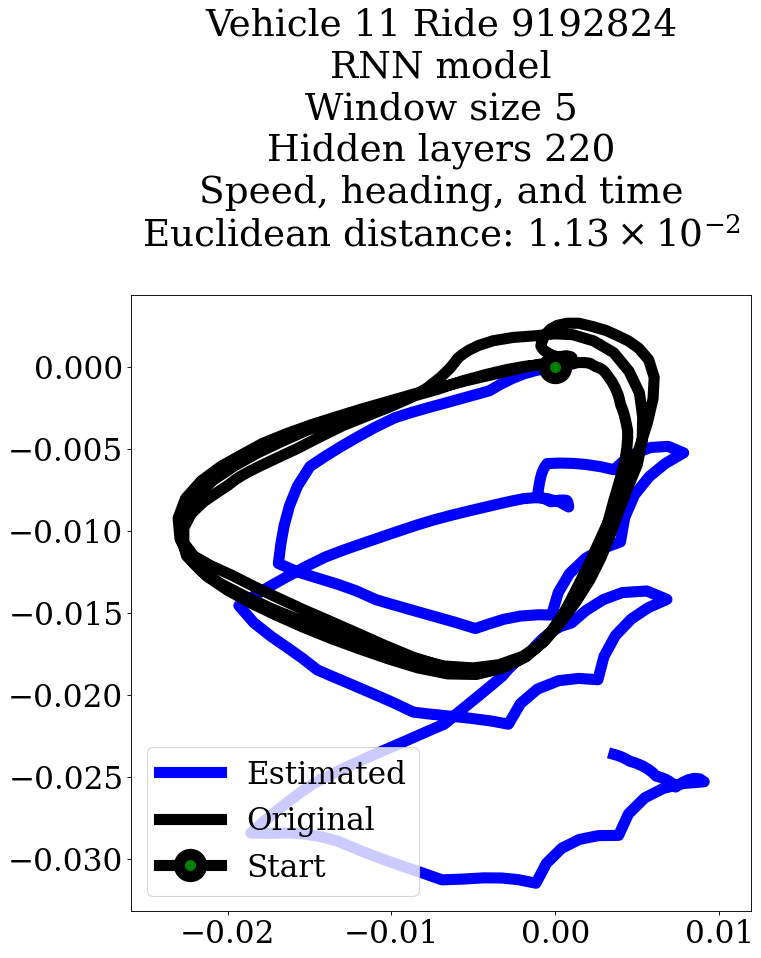 Vehicle 11 Ride 9192824
RNN model
Window size 5
Hidden layers 220
Speed, heading, and time
Euclidean distance: 1.13 × 10⁻²
0.000
−0.005
−0.010
−0.015
−0.020
−0.025
−0.030
Estimated
Original
Start
−0.02 −0.01 0.00 0.01